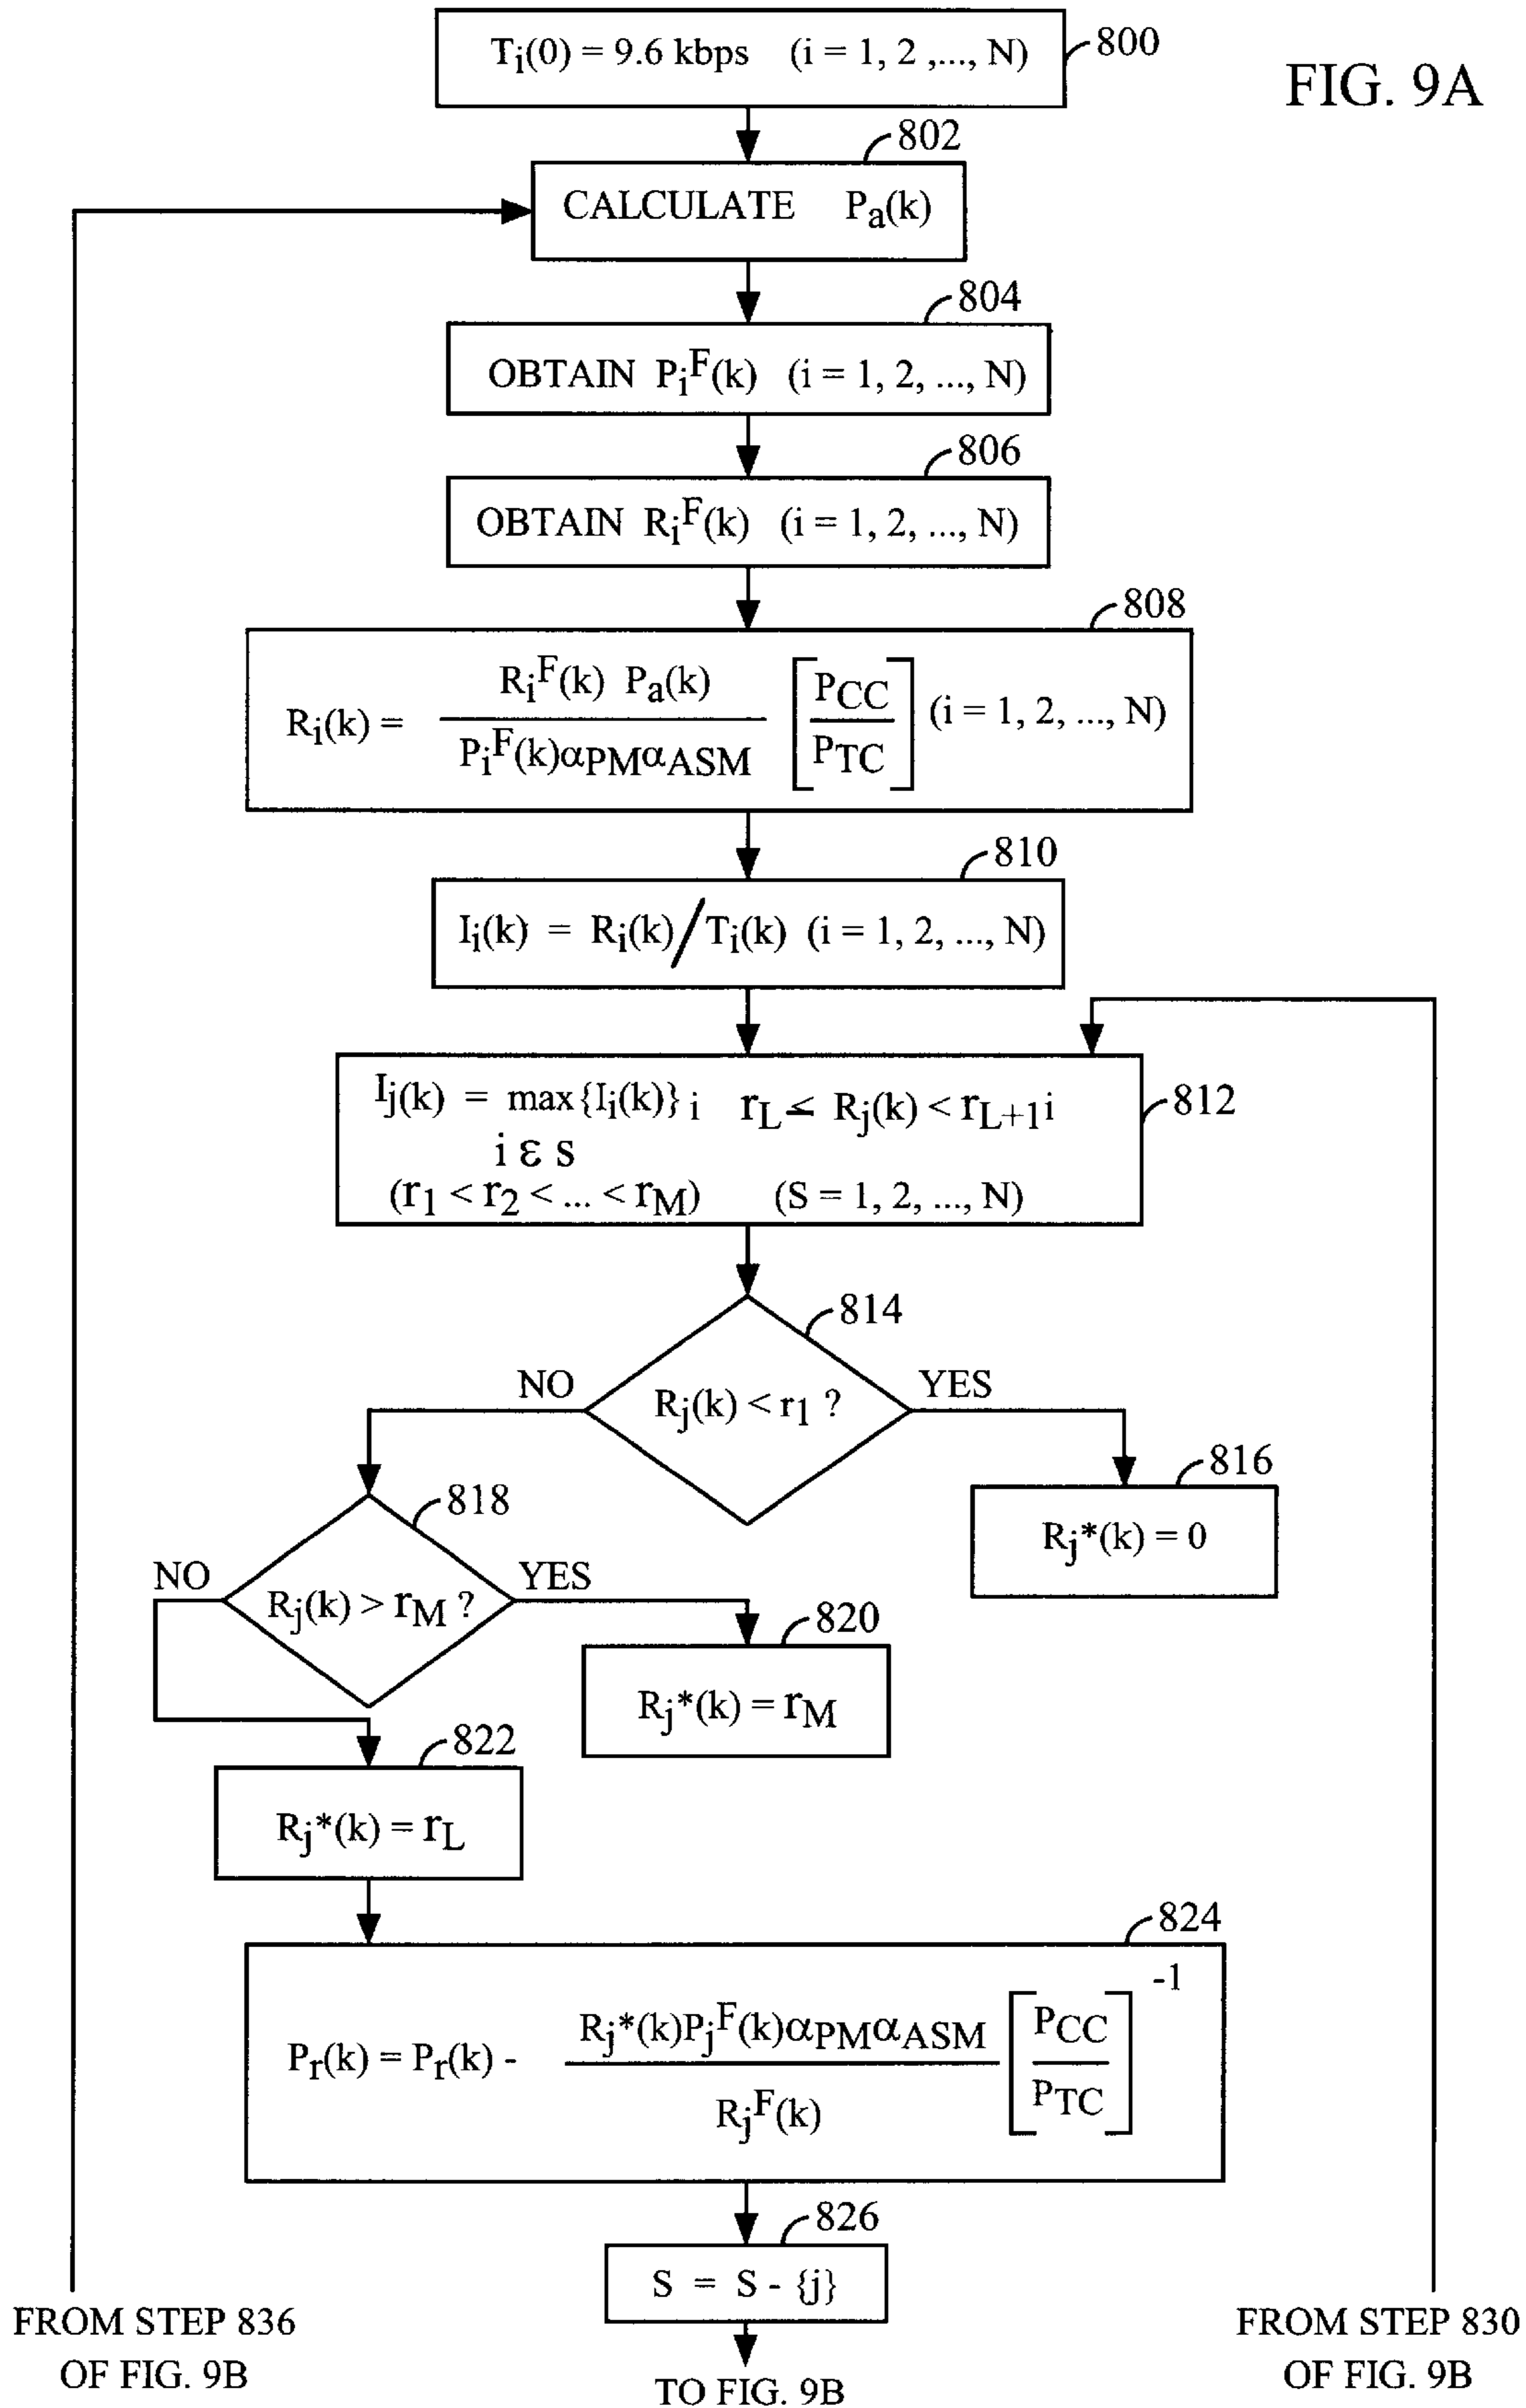 FIG. 9A
Ti(0) = 9.6 kbps (i = 1, 2 ,..., N)
800
802
CALCULATE Pa(k)
804
OBTAIN PiF(k) (i = 1, 2, ..., N)
806
OBTAIN RiF(k) (i = 1, 2, ..., N)
808
RiF(k) Pa(k)
Ri(k) =
PiF(k)αPMαASM
[PCC
PTC]
(i = 1, 2, ..., N)
810
Ii(k) = Ri(k)/Ti(k) (i = 1, 2, ..., N)
Ij(k) = max{Ii(k)} i rL ≤ Rj(k) < rL+1 i
i ε s
(r1 < r2 < ... < rM) (S = 1, 2, ..., N)
812
814
NO
Rj(k) < r1 ?
YES
816
Rj*(k) = 0
818
NO
Rj(k) > rM ?
YES
820
Rj*(k) = rM
822
Rj*(k) = rL
824
Pr(k) = Pr(k) -
Rj*(k)PjF(k)αPMαASM
RjF(k)
[PCC
PTC]
-1
826
S = S - {j}
FROM STEP 836
OF FIG. 9B
TO FIG. 9B
FROM STEP 830
OF FIG. 9B